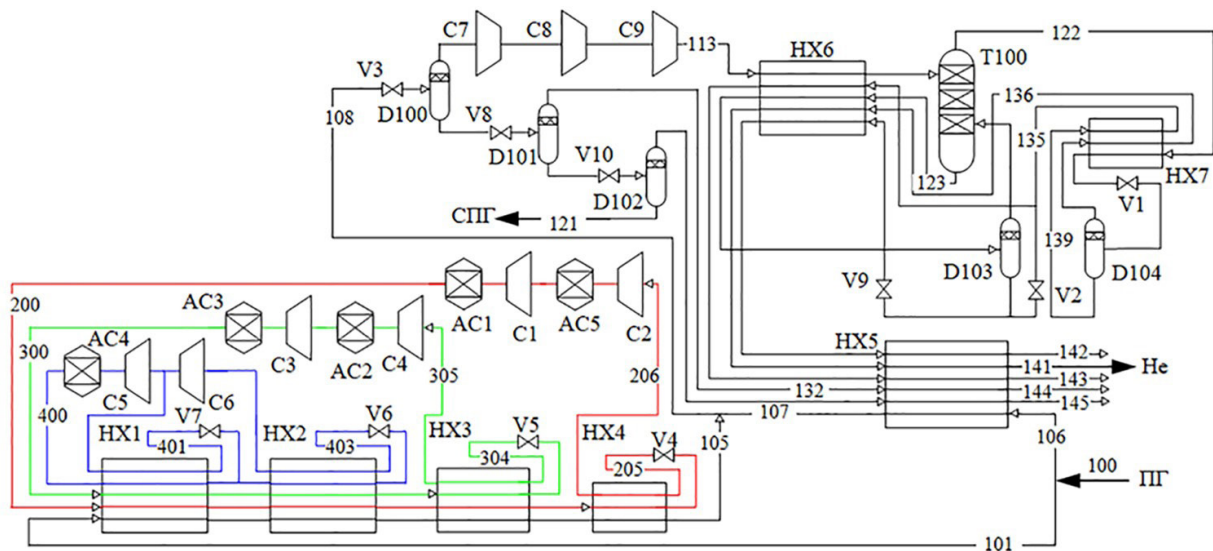 C7 C8 C9 113 HX6 T100 122
V3 136
108 D100 V8 135
D101 V10 123 HX7
D102 V1
СПГ 121 139
D103 V2 D104
V9
200 AC3 AC1 C1 AC5 C2
300 AC4 C3 AC2 C4 HX5 142
305 206 141 He
400 C5 C6 132 143
V7 V6 144
107 145
HX1 401 HX2 403 HX3 V5 HX4 V4 105 106
304 205 100
ПГ
101